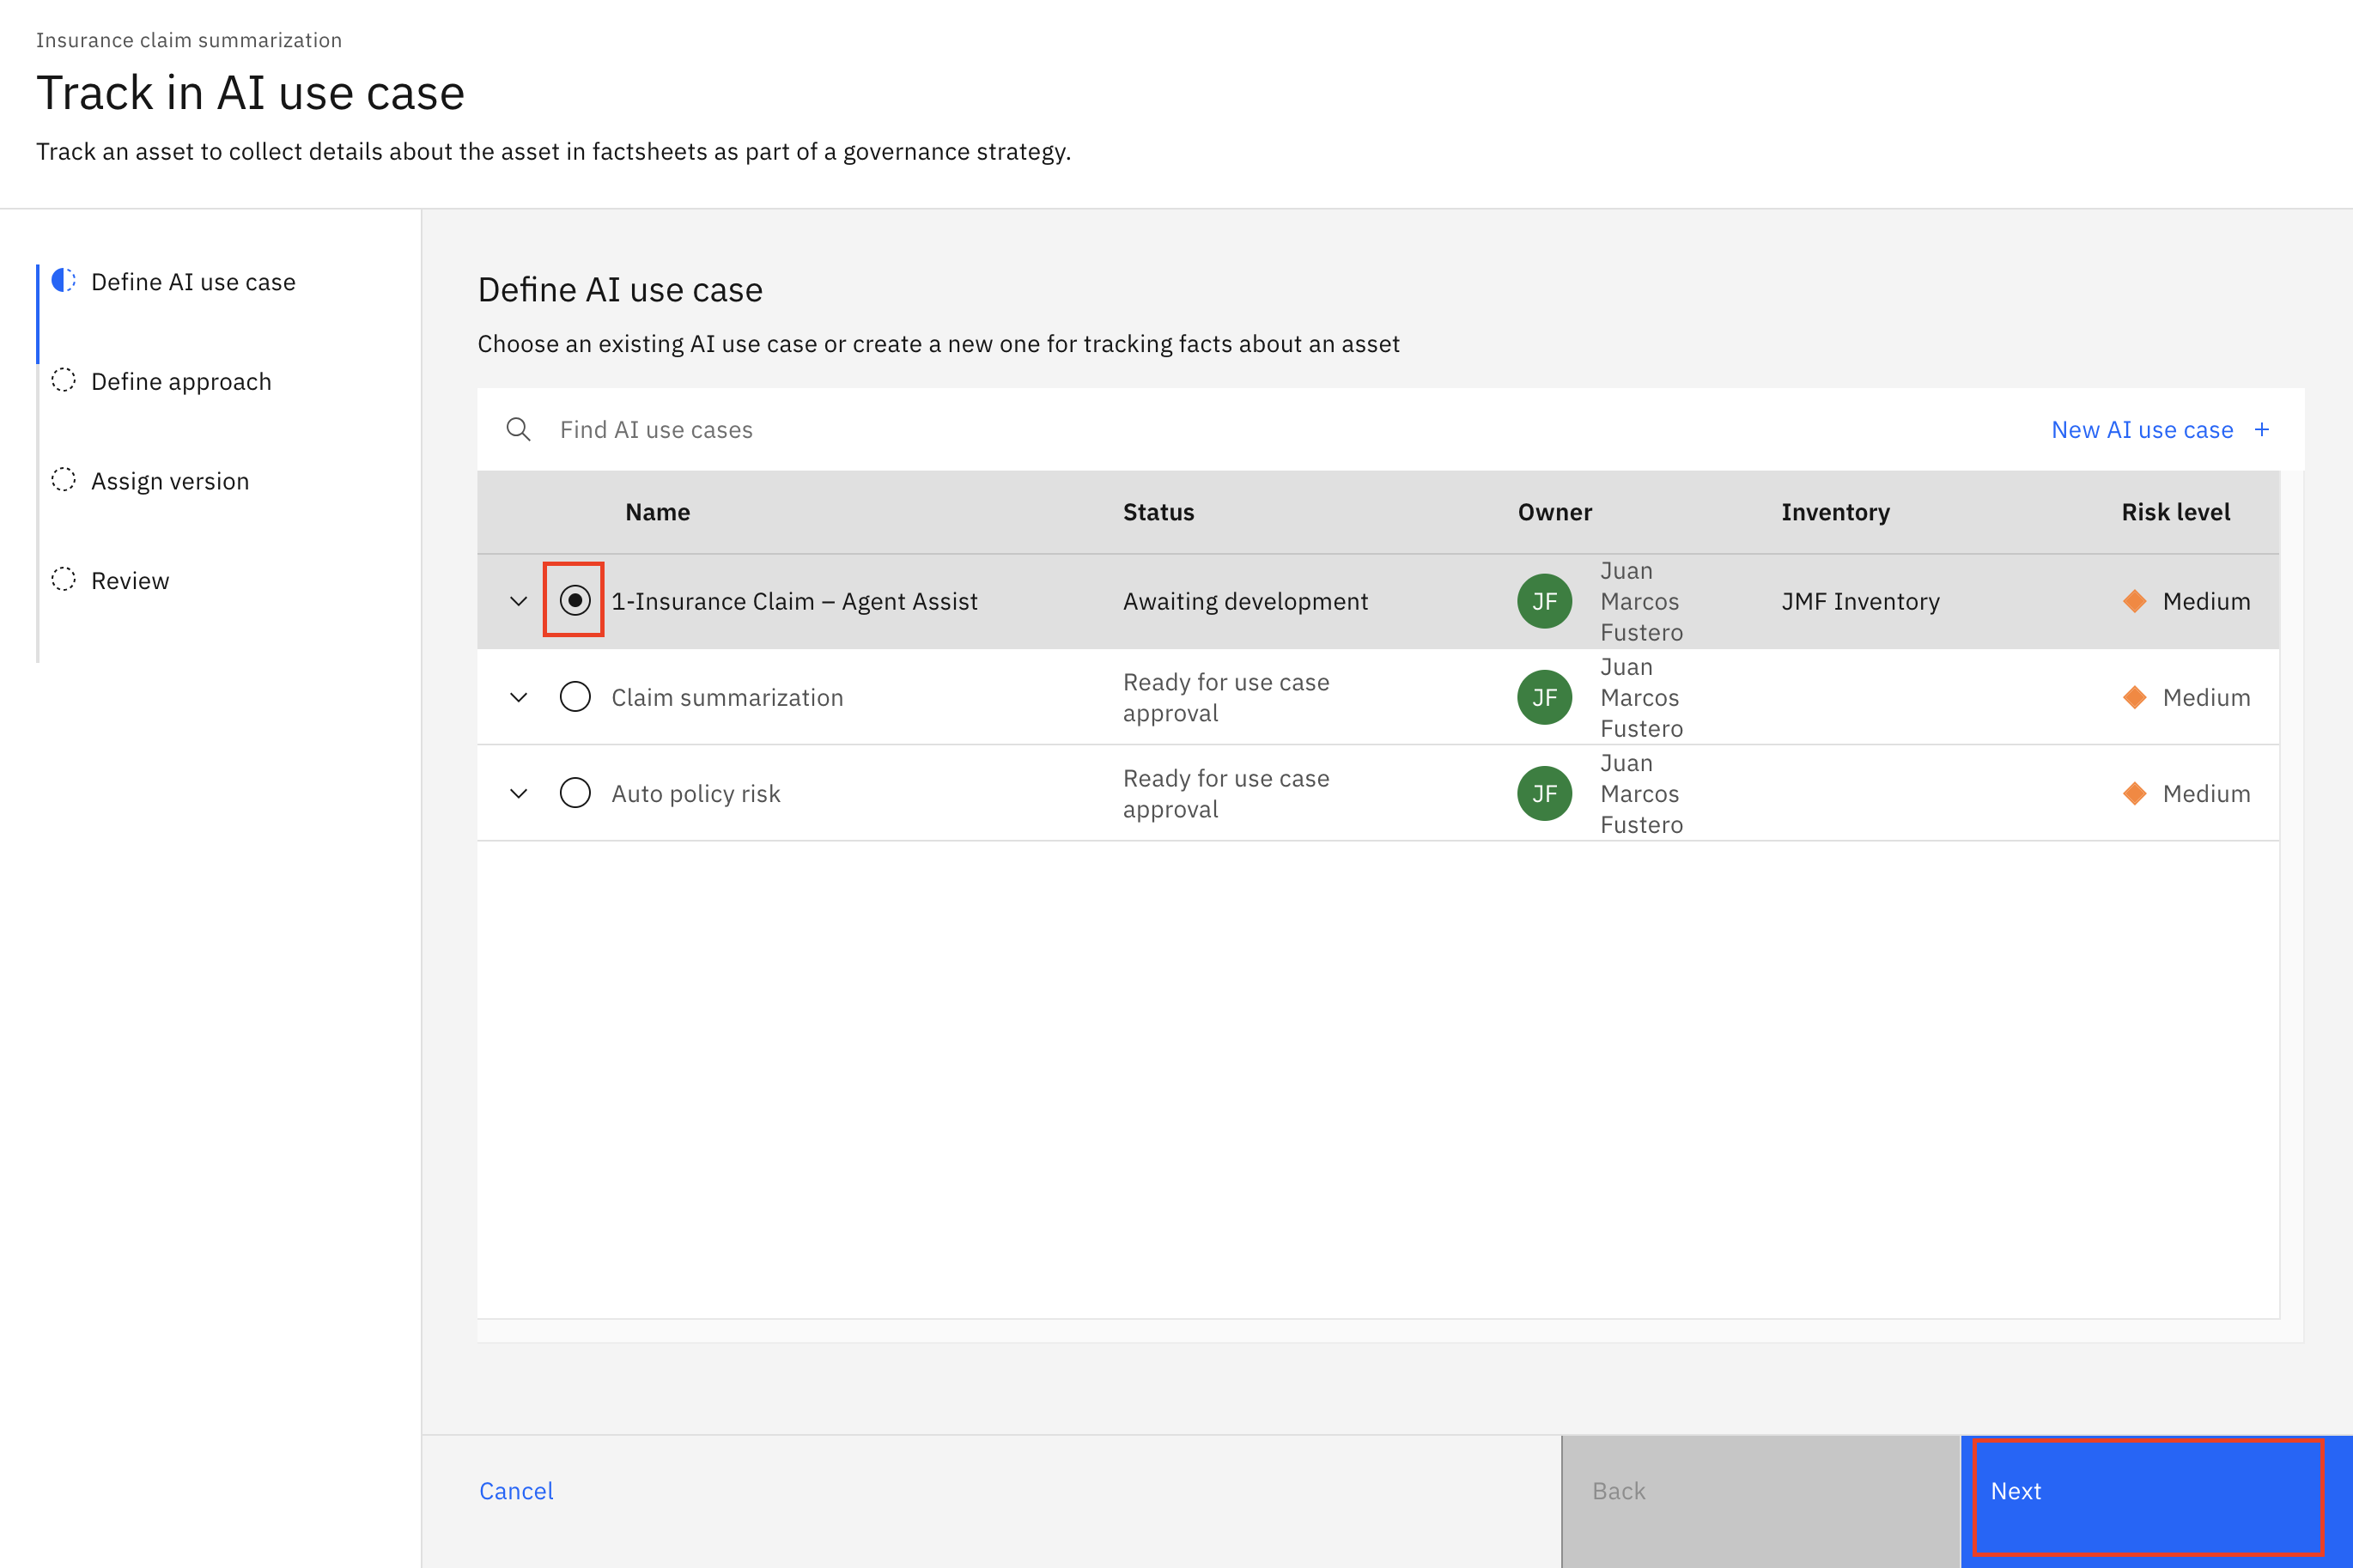 Insurance claim summarization
Track in AI use case
Track an asset to collect details about the asset in factsheets as part of a governance strategy.
Define AI use case
Define approach
Assign version
Review
Define AI use case
Choose an existing AI use case or create a new one for tracking facts about an asset
Find AI use cases
New AI use case +
Name Status Owner Inventory Risk level
1-Insurance Claim – Agent Assist Awaiting development JF Juan Marcos Fustero JMF Inventory Medium
Claim summarization Ready for use case approval JF Juan Marcos Fustero Medium
Auto policy risk Ready for use case approval JF Juan Marcos Fustero Medium
Cancel
Back
Next